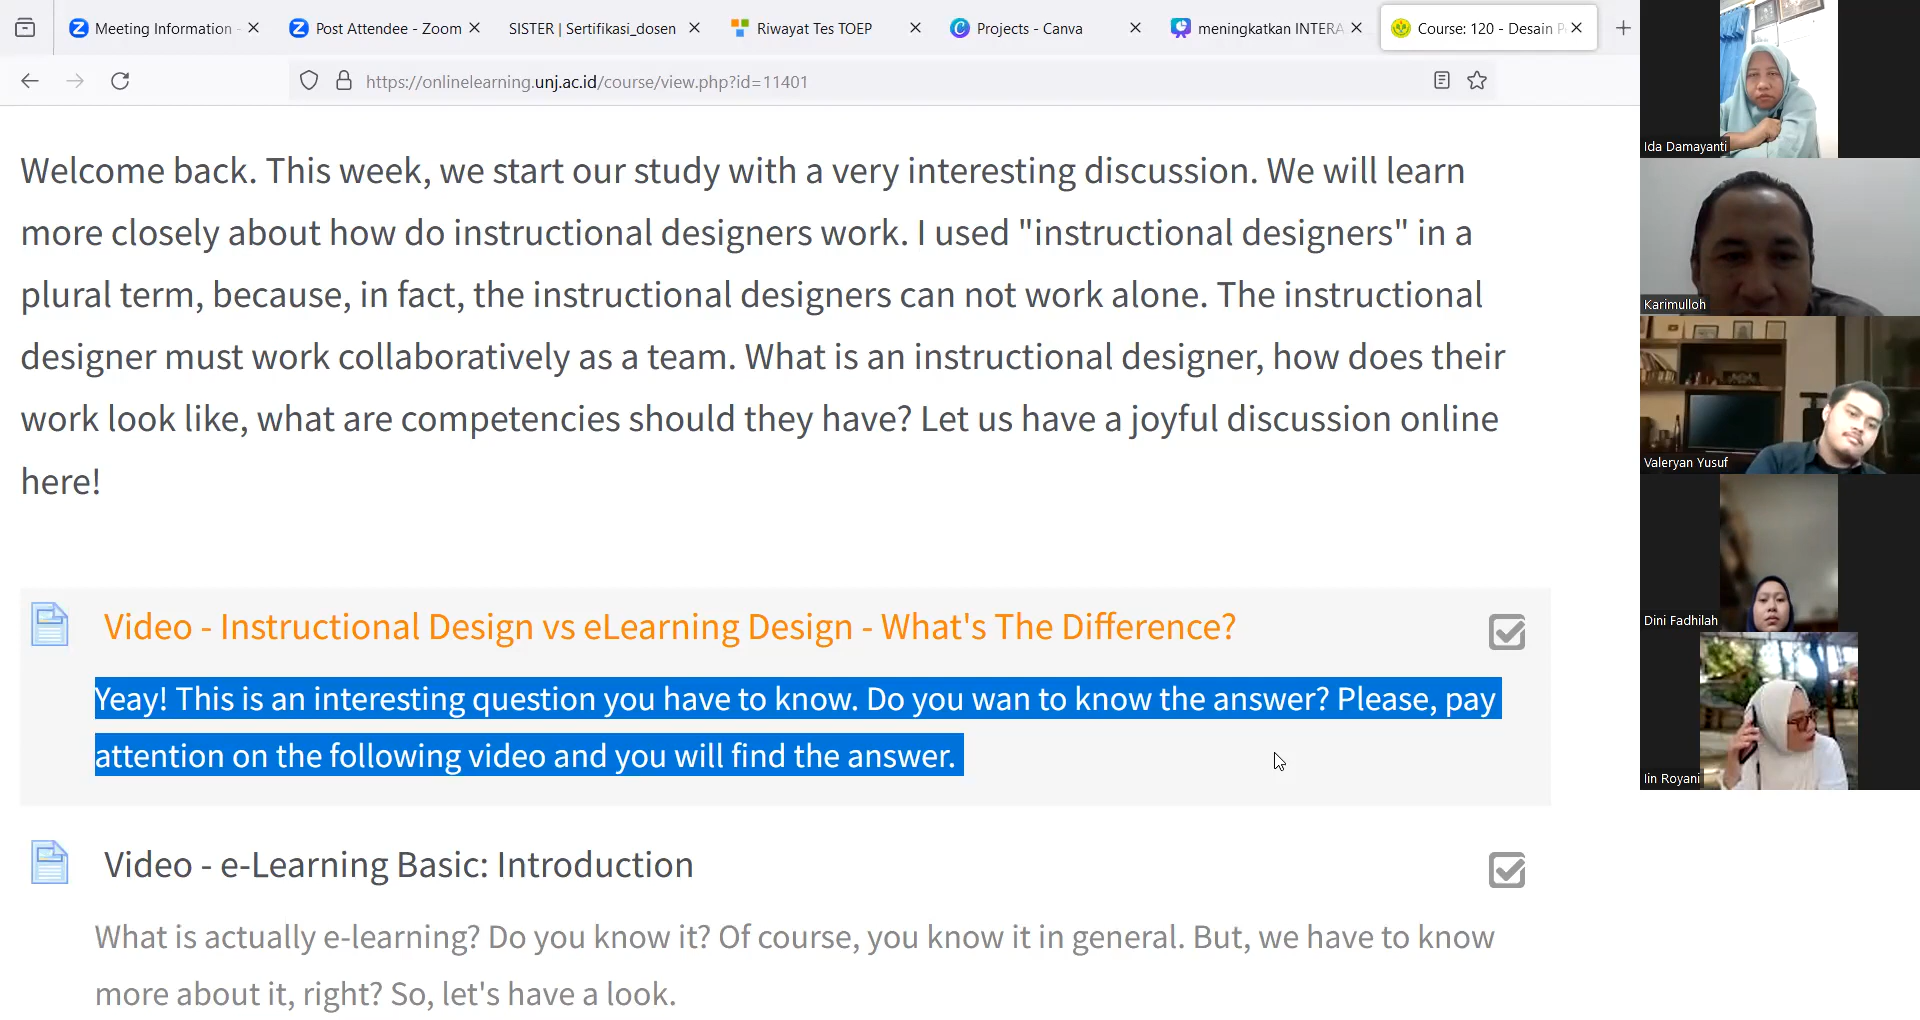 Meeting Information -
Post Attendee - Zoom
SISTER | Sertifikasi_dosen
Riwayat Tes TOEP
Projects - Canva
meningkatkan INTERA
Course: 120 - Desain P
https://onlinelearning.unj.ac.id/course/view.php?id=11401
Welcome back. This week, we start our study with a very interesting discussion. We will learn
more closely about how do instructional designers work. I used "instructional designers" in a
plural term, because, in fact, the instructional designers can not work alone. The instructional
designer must work collaboratively as a team. What is an instructional designer, how does their
work look like, what are competencies should they have? Let us have a joyful discussion online
here!
Video - Instructional Design vs eLearning Design - What's The Difference?
Yeay! This is an interesting question you have to know. Do you wan to know the answer? Please, pay
attention on the following video and you will find the answer.
Video - e-Learning Basic: Introduction
What is actually e-learning? Do you know it? Of course, you know it in general. But, we have to know
more about it, right? So, let's have a look.
Ida Damayanti
Karimulloh
Valeryan Yusuf
Dini Fadhilah
Iin Royani